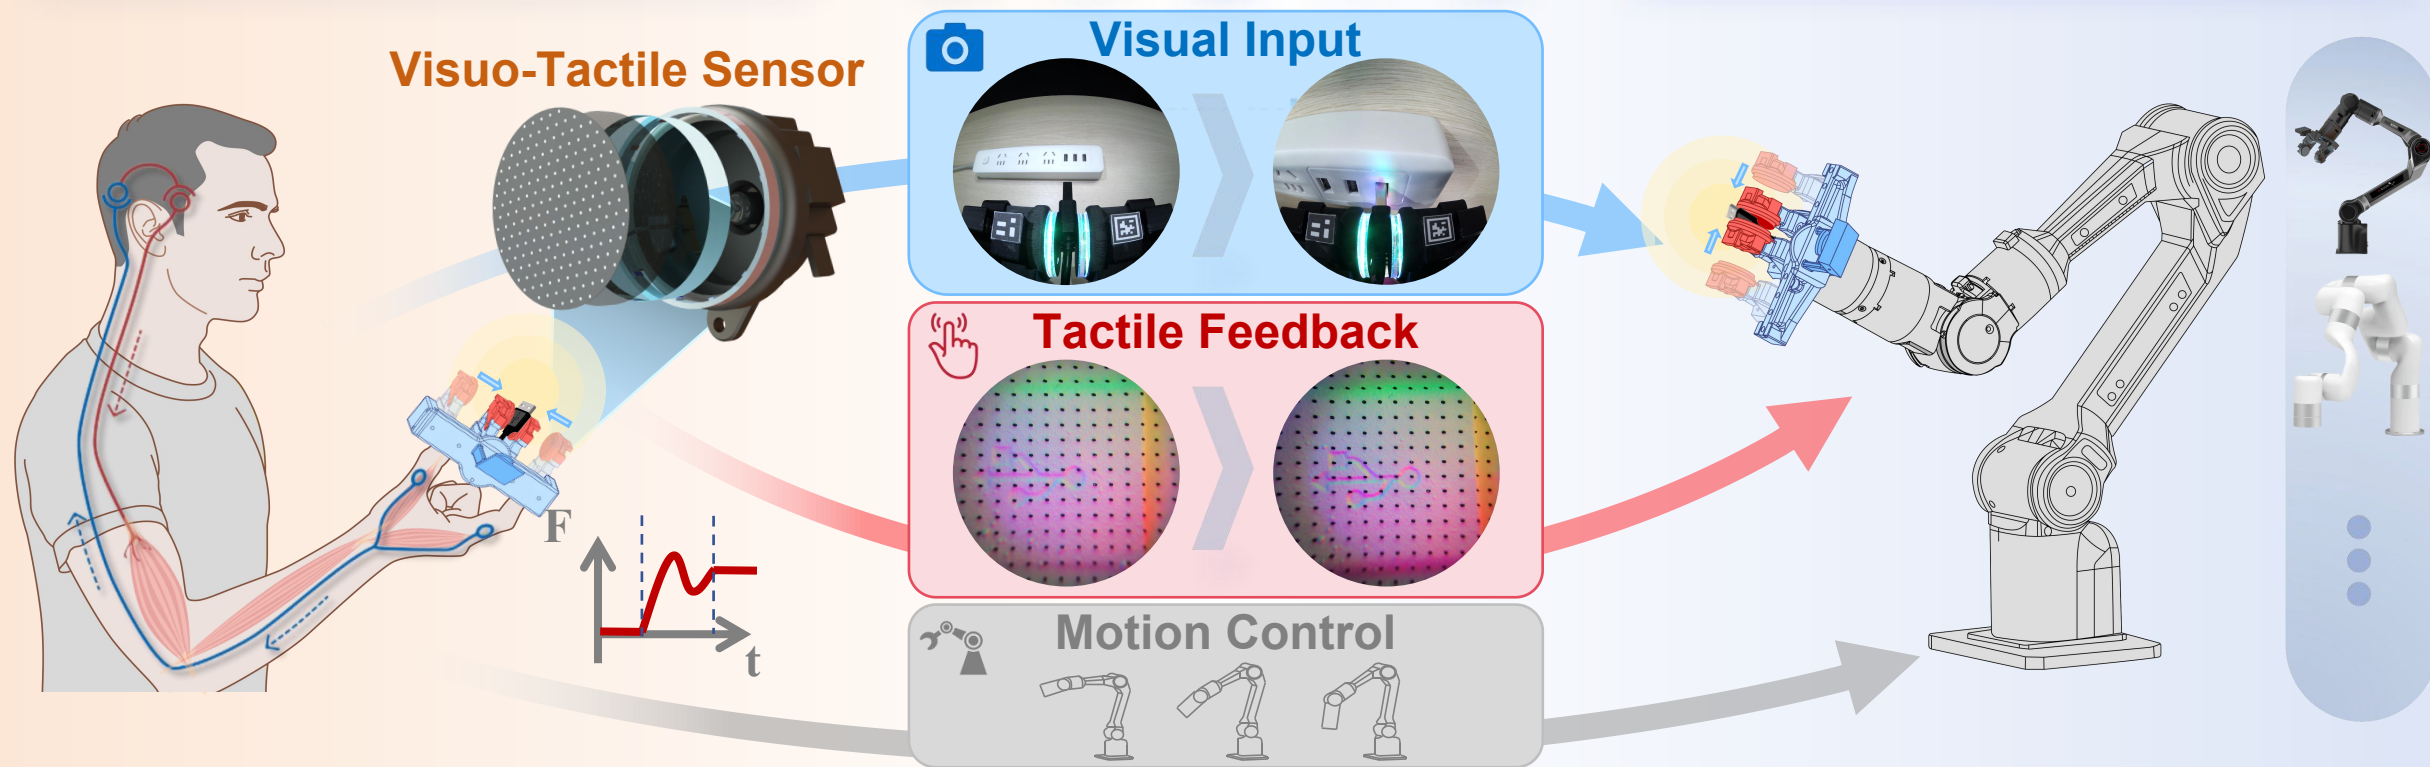 Visuo-Tactile Sensor
Visual Input
Tactile Feedback
F
t
Motion Control